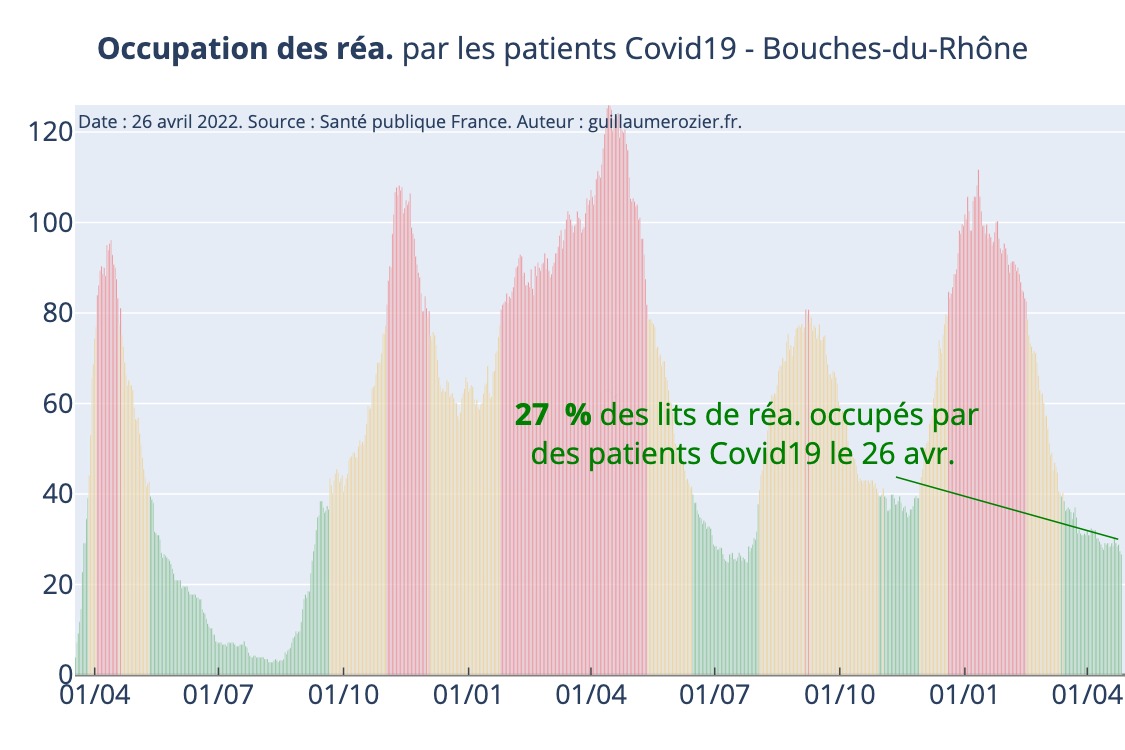 Occupation des réa. par les patients Covid19 - Bouches-du-Rhône
Date : 26 avril 2022. Source : Santé publique France. Auteur : guillaumerozier.fr.
120
100
80
60
40
20
0
27 % des lits de réa. occupés par
des patients Covid19 le 26 avr.
01/04 01/07 01/10 01/01 01/04 01/07 01/10 01/01 01/04